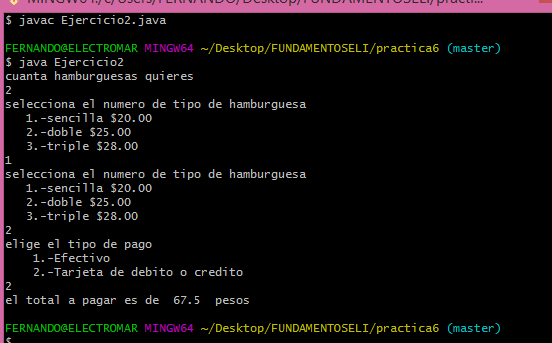 MINGW64:/c/Users/FERNANDO/Desktop/FUNDAMENTOSELI/practi...
$ javac Ejercicio2.java
FERNANDO@ELECTROMAR MINGW64 ~/Desktop/FUNDAMENTOSELI/practica6 (master)
$ java Ejercicio2
cuanta hamburguesas quieres
2
selecciona el numero de tipo de hamburguesa
   1.-sencilla $20.00
   2.-doble $25.00
   3.-triple $28.00
1
selecciona el numero de tipo de hamburguesa
   1.-sencilla $20.00
   2.-doble $25.00
   3.-triple $28.00
2
elige el tipo de pago
    1.-Efectivo
    2.-Tarjeta de debito o credito
2
el total a pagar es de  67.5  pesos
FERNANDO@ELECTROMAR MINGW64 ~/Desktop/FUNDAMENTOSELI/practica6 (master)
$